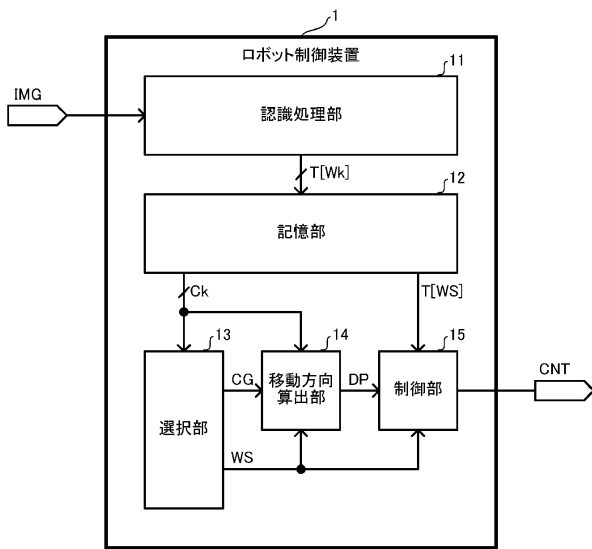 1
ロボット制御装置
11
IMG
認識処理部
T[Wk]
12
記憶部
Ck
T[WS]
13
14
15
CG
移動方向
算出部
DP
制御部
CNT
選択部
WS